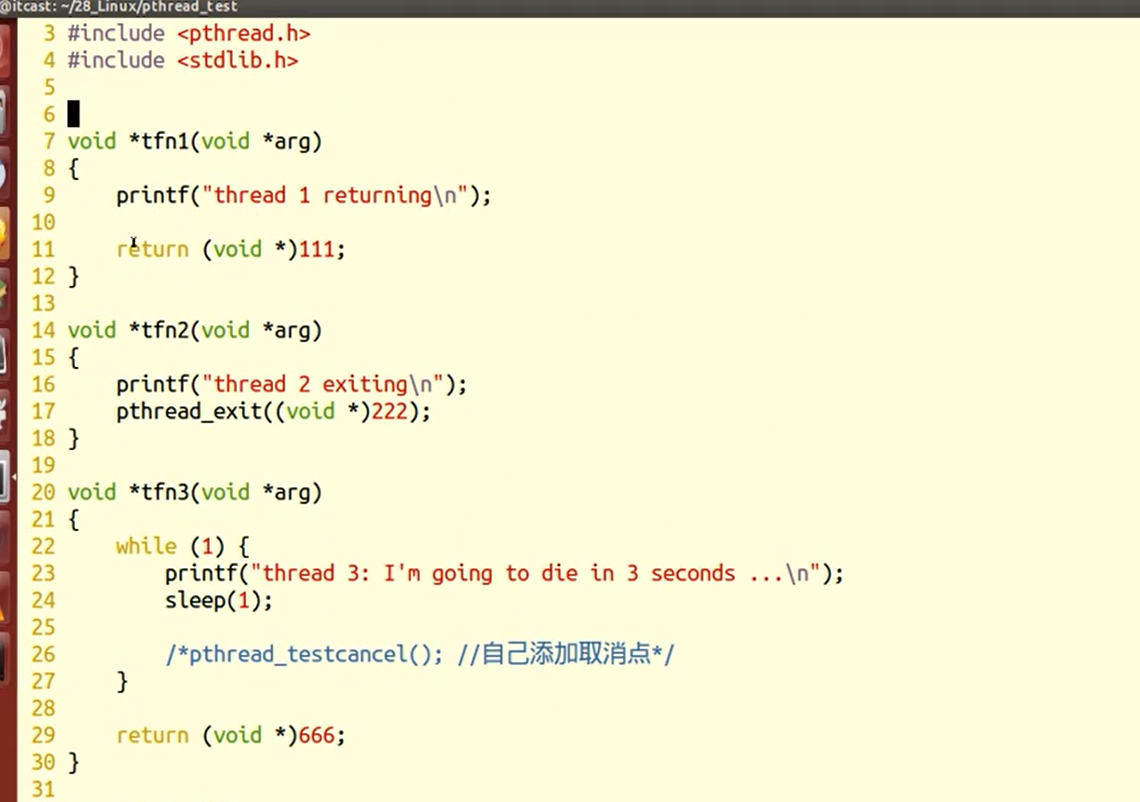 @itcast: ~/28_Linux/pthread_test
3 #include <pthread.h>
4 #include <stdlib.h>
5
6
7 void *tfn1(void *arg)
8 {
9     printf("thread 1 returning\n");
10
11     return (void *)111;
12 }
13
14 void *tfn2(void *arg)
15 {
16     printf("thread 2 exiting\n");
17     pthread_exit((void *)222);
18 }
19
20 void *tfn3(void *arg)
21 {
22     while (1) {
23         printf("thread 3: I'm going to die in 3 seconds ...\n");
24         sleep(1);
25
26         /*pthread_testcancel(); //自己添加取消点*/
27     }
28
29     return (void *)666;
30 }
31